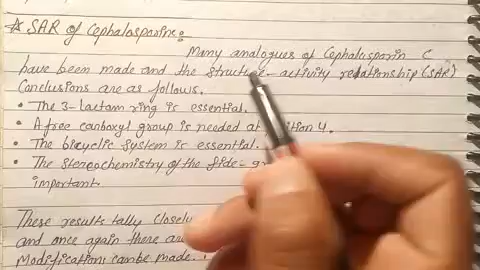 * SAR of Cephalosporins:
Many analogues of Cephalosporin C
have been made and the structure-activity relationship (SAR)
Conclusions are as follows.
• The β-lactam ring is essential.
• A free carboxyl group is needed at position 4.
• The bicyclic system is essential.
• The stereochemistry of the side-
important.
These results tally closely
and once again there are
modifications can be made..